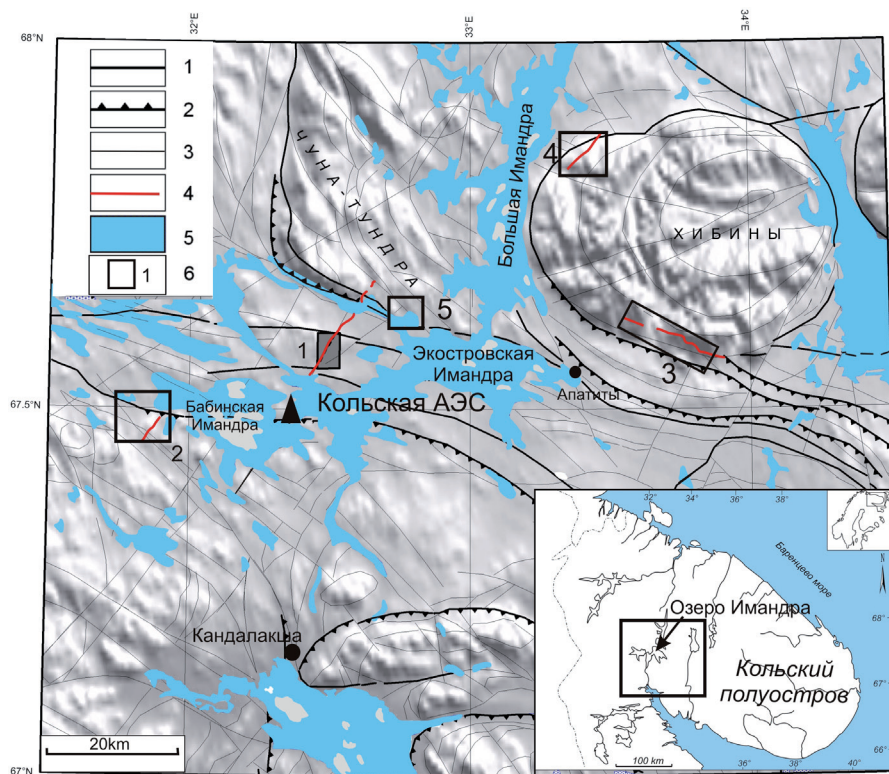 32°E
33°E
34°E
68°N
1
2
3
4
5
1
6
ЧУНА-ТУНДРА
Большая Имандра
4
ХИБИНЫ
5
1
Экостровская
Имандра
3
Апатиты
67.5°N
Бабинская
Имандра
Кольская АЭС
2
Кандалакша
20km
67°N
32°
34°
36°
38°
Баренцево море
N
68°
Озеро Имандра
67°
Кольский
полуостров
66°
100 km
36°
38°
40°